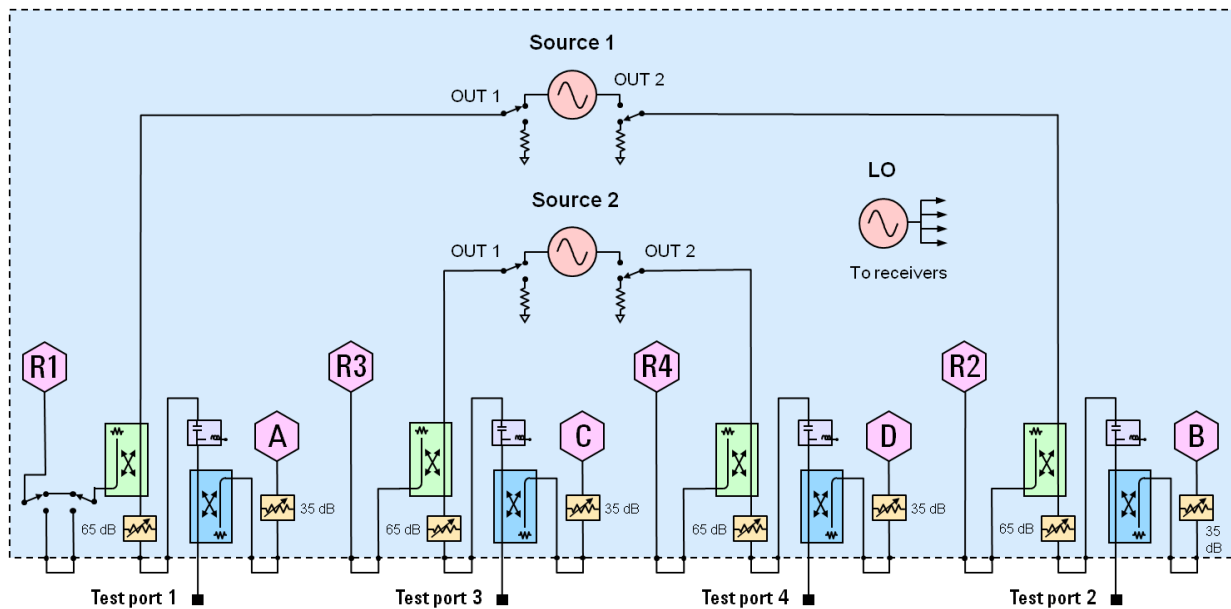 Source 1
OUT 1
OUT 2
LO
Source 2
OUT 1
OUT 2
To receivers
R1
R3
R4
R2
A
C
D
B
65 dB
35 dB
65 dB
35 dB
65 dB
35 dB
65 dB
35
dB
Test port 1
Test port 3
Test port 4
Test port 2